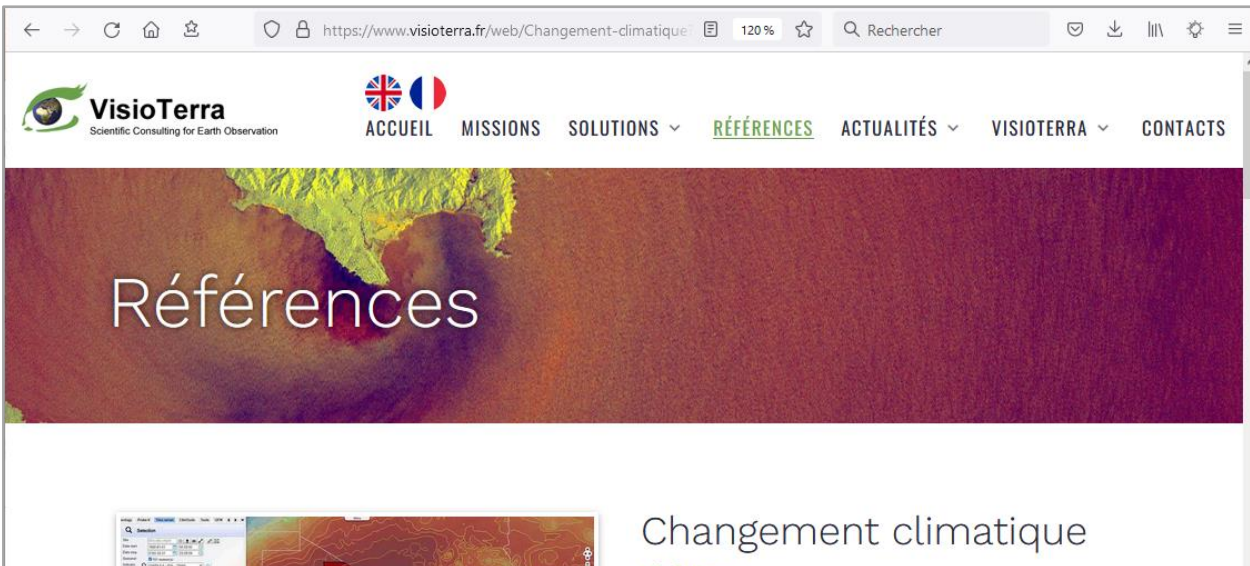 https://www.visioterra.fr/web/Changement-climatique?
120 %
Rechercher
VisioTerra
Scientific Consulting for Earth Observation
ACCUEIL MISSIONS SOLUTIONS RÉFÉRENCES ACTUALITÉS VISIOTERRA CONTACTS
Références
Changement climatique